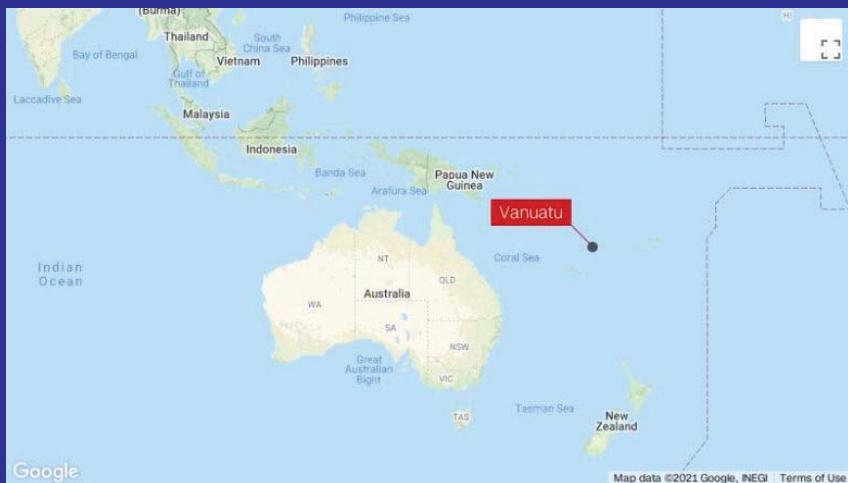 (Burma)
Philippine Sea
HI
Thailand
South
China Sea
Bay of Bengal
Vietnam
Philippines
Gulf of
Thailand
Laccadive Sea
Malaysia
Indonesia
Banda Sea
Papua New
Guinea
Arafura Sea
Vanuatu
Indian
Ocean
Coral Sea
NT
QLD
WA
Australia
SA
NSW
Great
Australian
Bight
VIC
TAS
Tasman Sea
New
Zealand
Google
Map data ©2021 Google, INEGI
Terms of Use